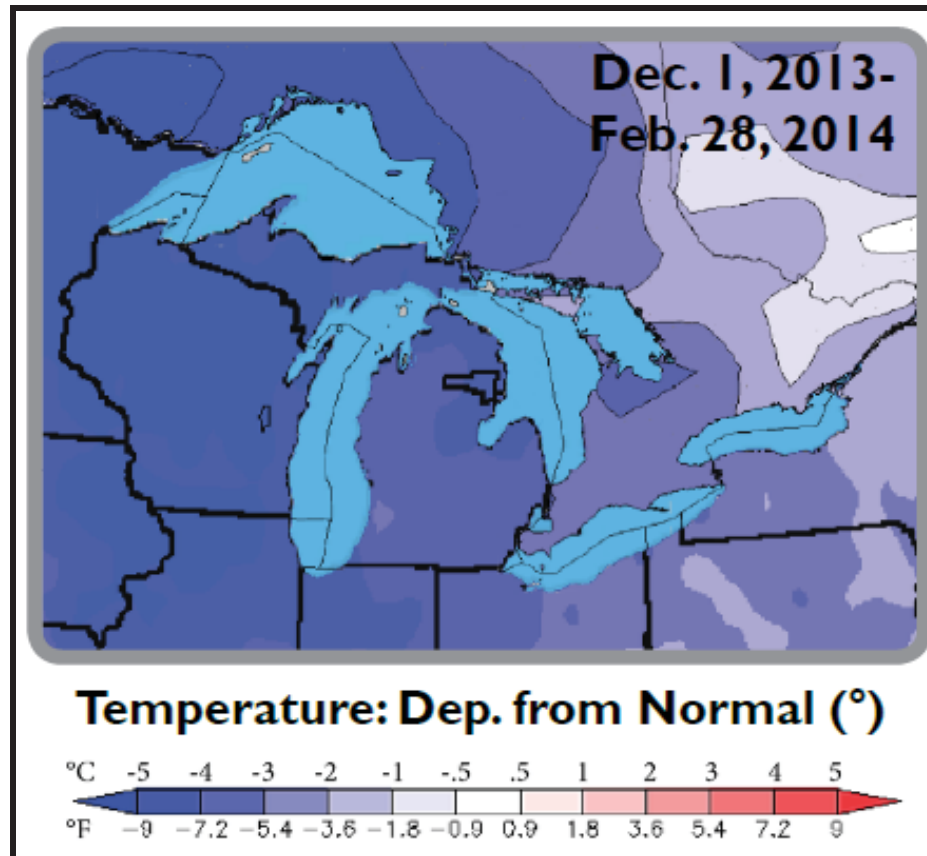 Dec. 1, 2013-
Feb. 28, 2014
Temperature: Dep. from Normal (°)
°C -5 -4 -3 -2 -1 -.5 .5 1 2 3 4 5
°F -9 -7.2 -5.4 -3.6 -1.8 -0.9 0.9 1.8 3.6 5.4 7.2 9